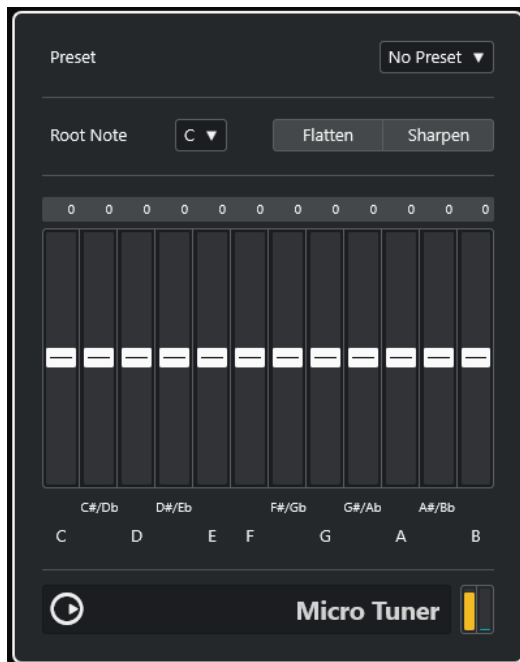 Preset No Preset
Root Note C Flatten Sharpen
0 0 0 0 0 0 0 0 0 0 0 0
C#/Db D#/Eb F#/Gb G#/Ab A#/Bb
C D E F G A B
Micro Tuner